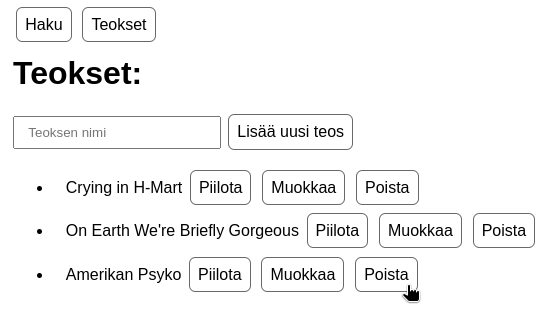 Haku Teokset
Teokset:
Teoksen nimi Lisää uusi teos
Crying in H-Mart Piilota Muokkaa Poista
On Earth We're Briefly Gorgeous Piilota Muokkaa Poista
Amerikan Psyko Piilota Muokkaa Poista